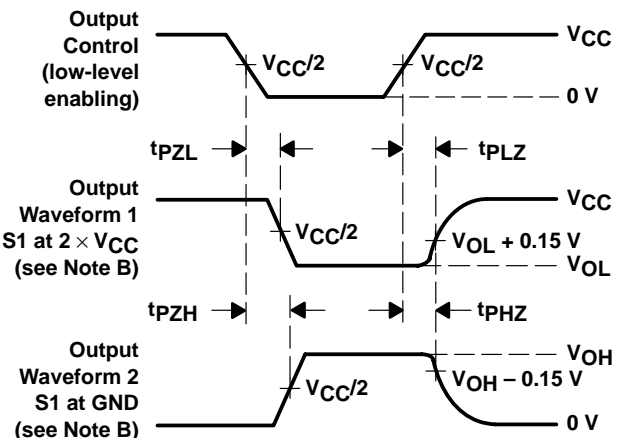 Output
Control
(low-level
enabling)
VCC/2
VCC/2
VCC
0 V
tPZL
tPLZ
Output
Waveform 1
S1 at 2 × VCC
(see Note B)
VCC/2
VCC
VOL + 0.15 V
VOL
tPZH
tPHZ
Output
Waveform 2
S1 at GND
(see Note B)
VCC/2
VOH
VOH – 0.15 V
0 V